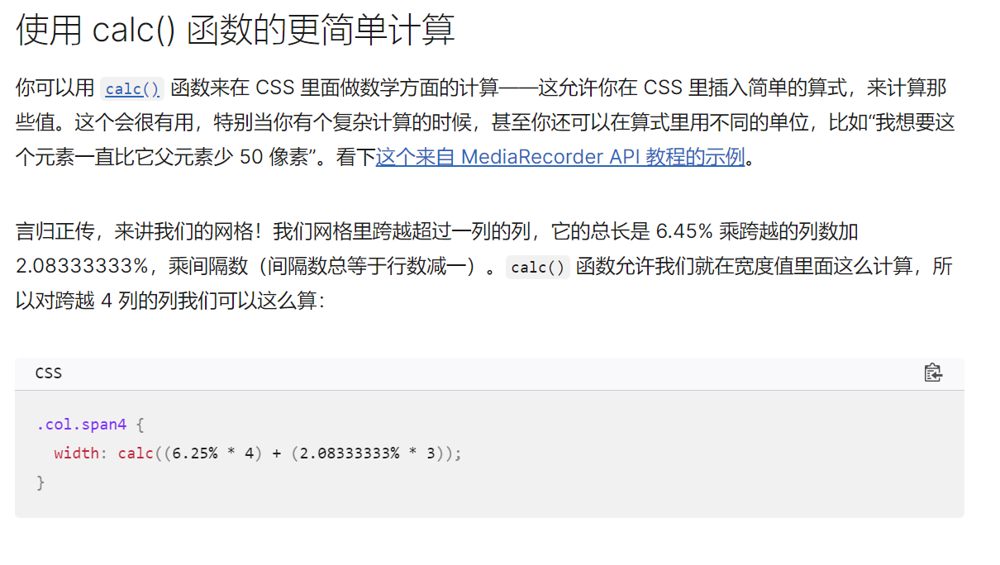 使用 calc() 函数的更简单计算
你可以用 calc() 函数来在 CSS 里面做数学方面的计算——这允许你在 CSS 里插入简单的算式，来计算那
些值。这个会很有用，特别当你有个复杂计算的时候，甚至你还可以在算式里用不同的单位，比如“我想要这
个元素一直比它父元素少 50 像素”。看下这个来自 MediaRecorder API 教程的示例。
言归正传，来讲我们的网格！我们网格里跨越超过一列的列，它的总长是 6.45% 乘跨越的列数加
2.08333333%，乘间隔数（间隔数总等于行数减一）。calc() 函数允许我们就在宽度值里面这么计算，所
以对跨越 4 列的列我们可以这么算：
CSS
.col.span4 {
  width: calc((6.25% * 4) + (2.08333333% * 3));
}